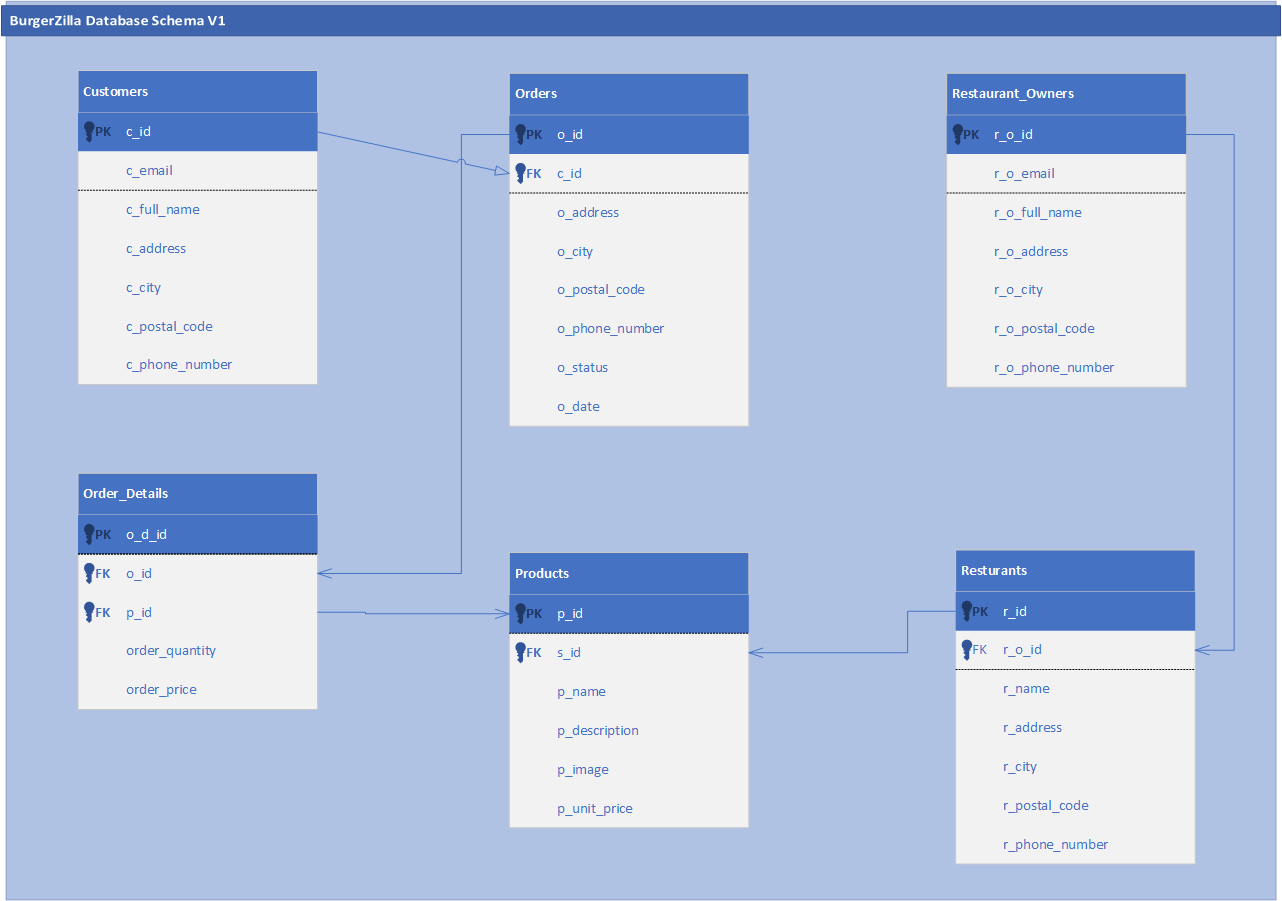 BurgerZilla Database Schema V1
Customers
PK c_id
c_email
c_full_name
c_address
c_city
c_postal_code
c_phone_number
Orders
PK o_id
FK c_id
o_address
o_city
o_postal_code
o_phone_number
o_status
o_date
Restaurant_Owners
PK r_o_id
r_o_email
r_o_full_name
r_o_address
r_o_city
r_o_postal_code
r_o_phone_number
Order_Details
PK o_d_id
FK o_id
FK p_id
order_quantity
order_price
Products
PK p_id
FK s_id
p_name
p_description
p_image
p_unit_price
Resturants
PK r_id
FK r_o_id
r_name
r_address
r_city
r_postal_code
r_phone_number